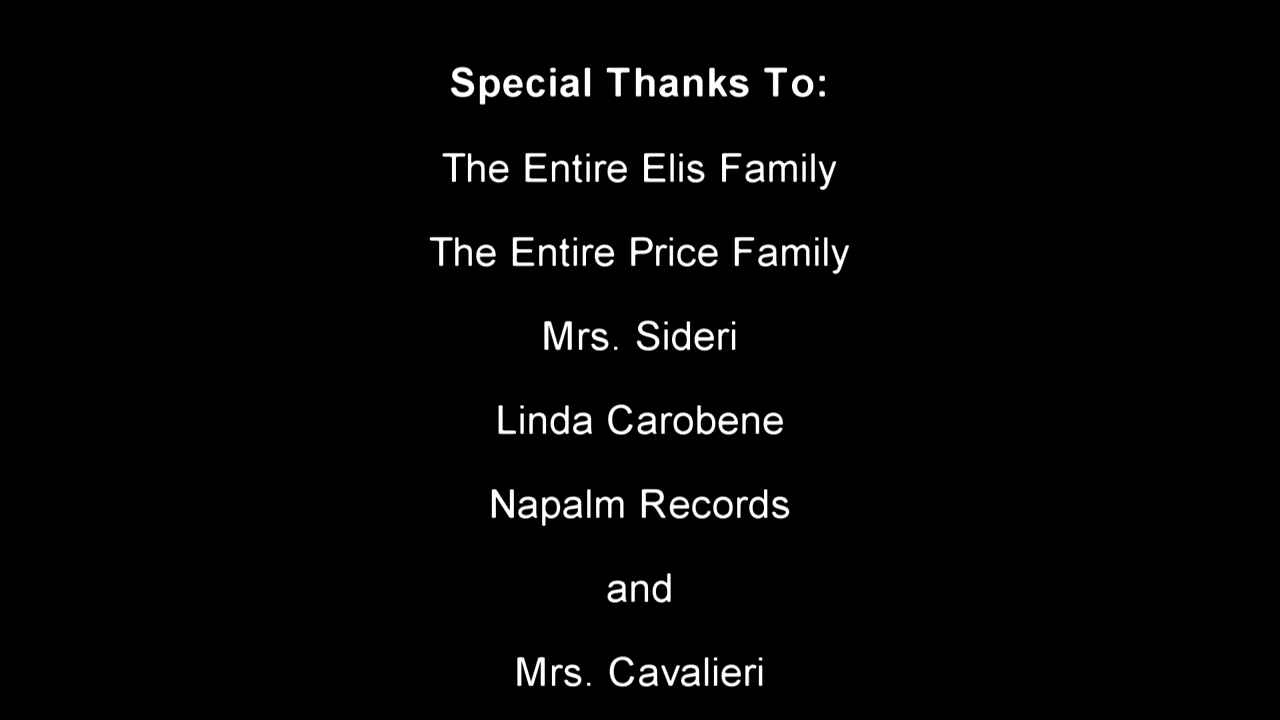 Special Thanks To:
The Entire Elis Family
The Entire Price Family
Mrs. Sideri
Linda Carobene
Napalm Records
and
Mrs. Cavalieri